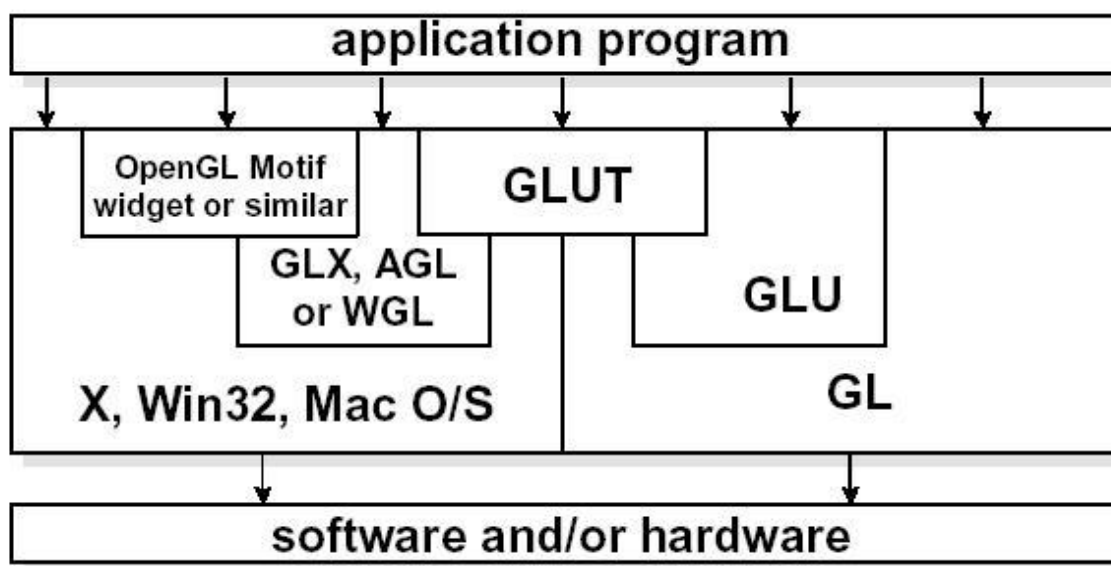 application program
OpenGL Motif
widget or similar
GLUT
GLX, AGL
or WGL
GLU
X, Win32, Mac O/S
GL
software and/or hardware